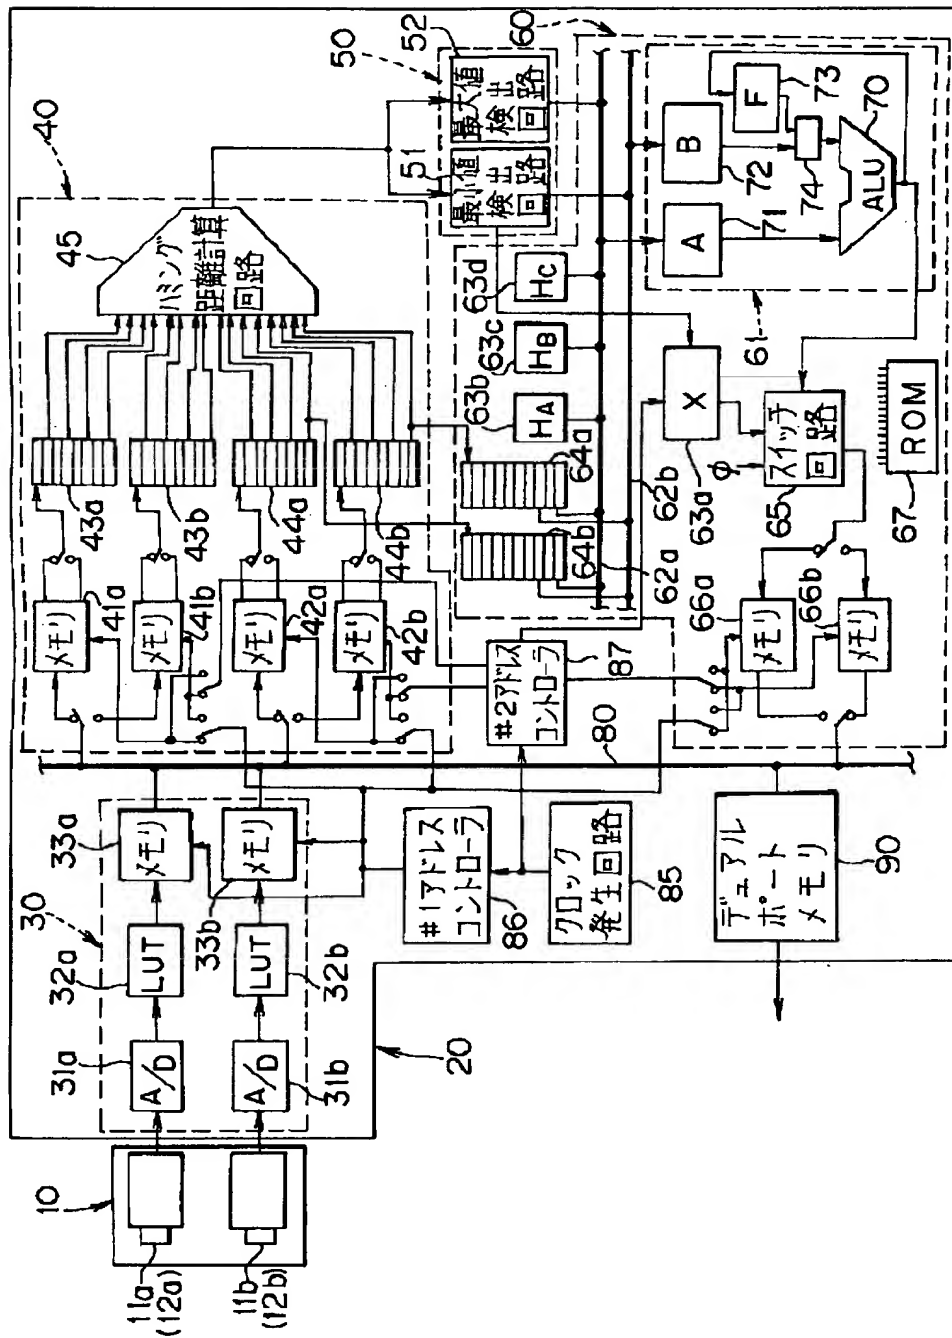 10
11a
(12a)
11b
(12b)
20
30
31a
A/D
31b
A/D
32a
LUT
32b
LUT
33a
メモリ
33b
メモリ
40
41a
メモリ
41b
メモリ
42a
メモリ
42b
メモリ
43a
43b
44a
44b
45
ハミング
距離計算
回路
50
51
最小値
検出
回路
52
最大値
検出
回路
60
61
62a
62b
63a
X
63b
HA
63c
HB
63d
HC
64a
64b
65
スイッチ
回路
φ
66a
メモリ
66b
メモリ
67
ROM
70
ALU
71
A
72
B
73
F
74
80
85
クロック
発生回路
86
#1アドレス
コントローラ
87
#2アドレス
コントローラ
90
デュアル
ポート
メモリ